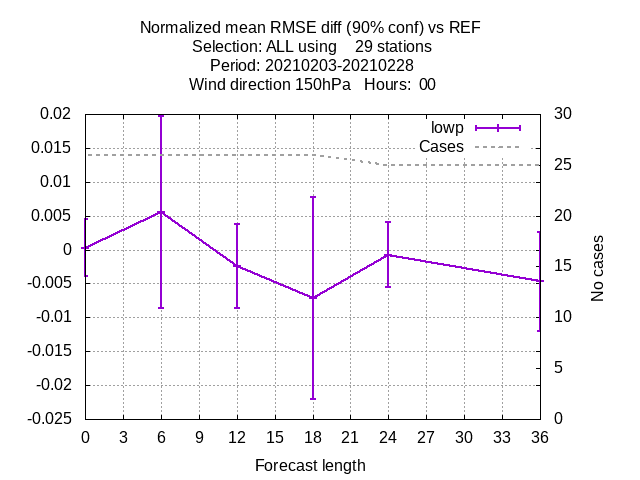 Normalized mean RMSE diff (90% conf) vs REF
Selection: ALL using    29 stations
Period: 20210203-20210228
Wind direction 150hPa   Hours:  00
lowp
Cases
0.02
0.015
0.01
0.005
0
-0.005
-0.01
-0.015
-0.02
-0.025
30
25
20
15
10
5
0
No cases
0 3 6 9 12 15 18 21 24 27 30 33 36
Forecast length